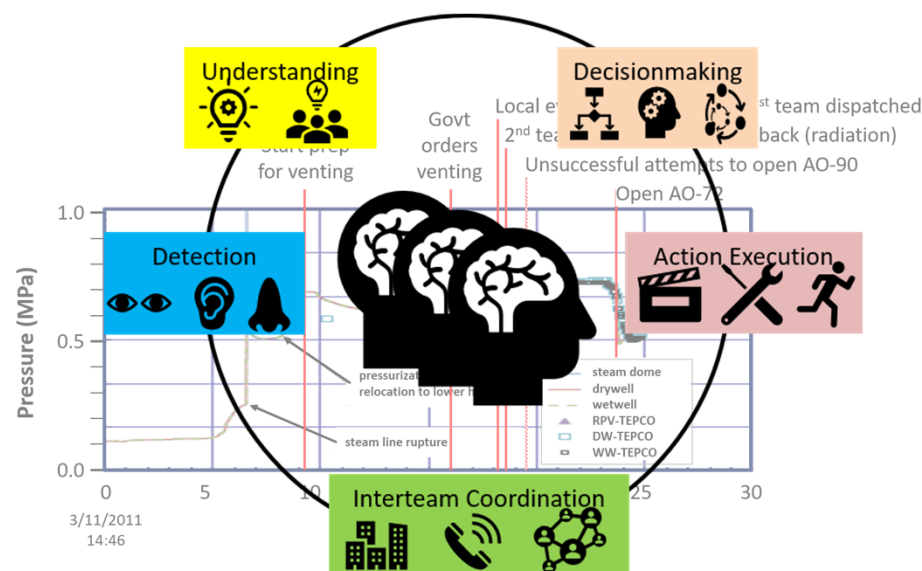 Understanding
Decisionmaking
Local
st team dispatched
Govt
2nd
back (radiation)
Start prep
orders
for venting
venting
Unsuccessful attempts to open AO-90
Open AO-72
1.0
Detection
Action Execution
Pressure (MPa)
0.5
steam dome
drywell
relocation to lower
wetwell
RPV-TEPCO
steam line rupture
DW-TEPCO
WW-TEPCO
0.0
Interteam Coordination
0
5
10
25
30
3/11/2011
14:46